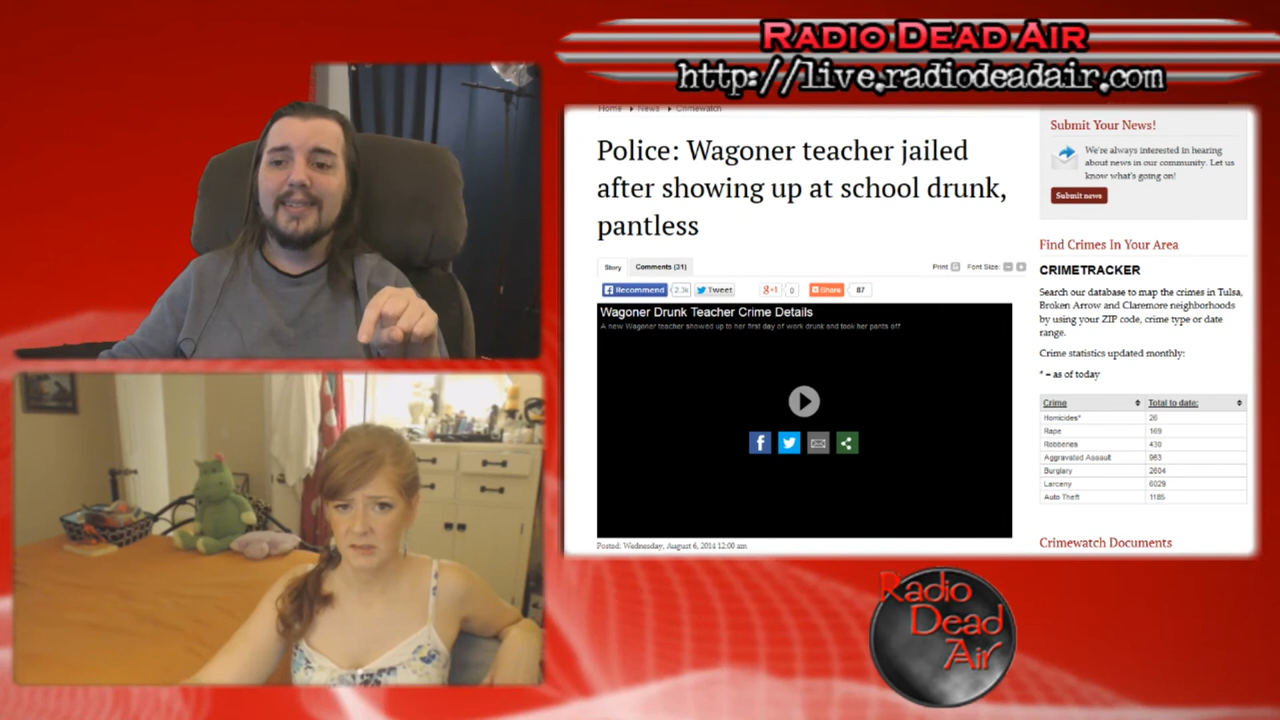 Radio Dead Air
http://live.radiodeadair.com
Home ▸ News ▸ Crimewatch
Police: Wagoner teacher jailed
after showing up at school drunk,
pantless
Story Comments (31)
Print Font Size:
Recommend 2.3k Tweet g+1 0 Share 87
Wagoner Drunk Teacher Crime Details
A new Wagoner teacher showed up to her first day of work drunk and took her pants off
Posted: Wednesday, August 6, 2014 12:00 am
Submit Your News!
We're always interested in hearing
about news in our community. Let us
know what's going on!
Submit news
Find Crimes In Your Area
CRIMETRACKER
Search our database to map the crimes in Tulsa,
Broken Arrow and Claremore neighborhoods
by using your ZIP code, crime type or date
range.
Crime statistics updated monthly:
* = as of today
Crime Total to date:
Homicides* 26
Rape 169
Robberies 430
Aggravated Assault 963
Burglary 2604
Larceny 6029
Auto Theft 1185
Crimewatch Documents
Radio
Dead
Air